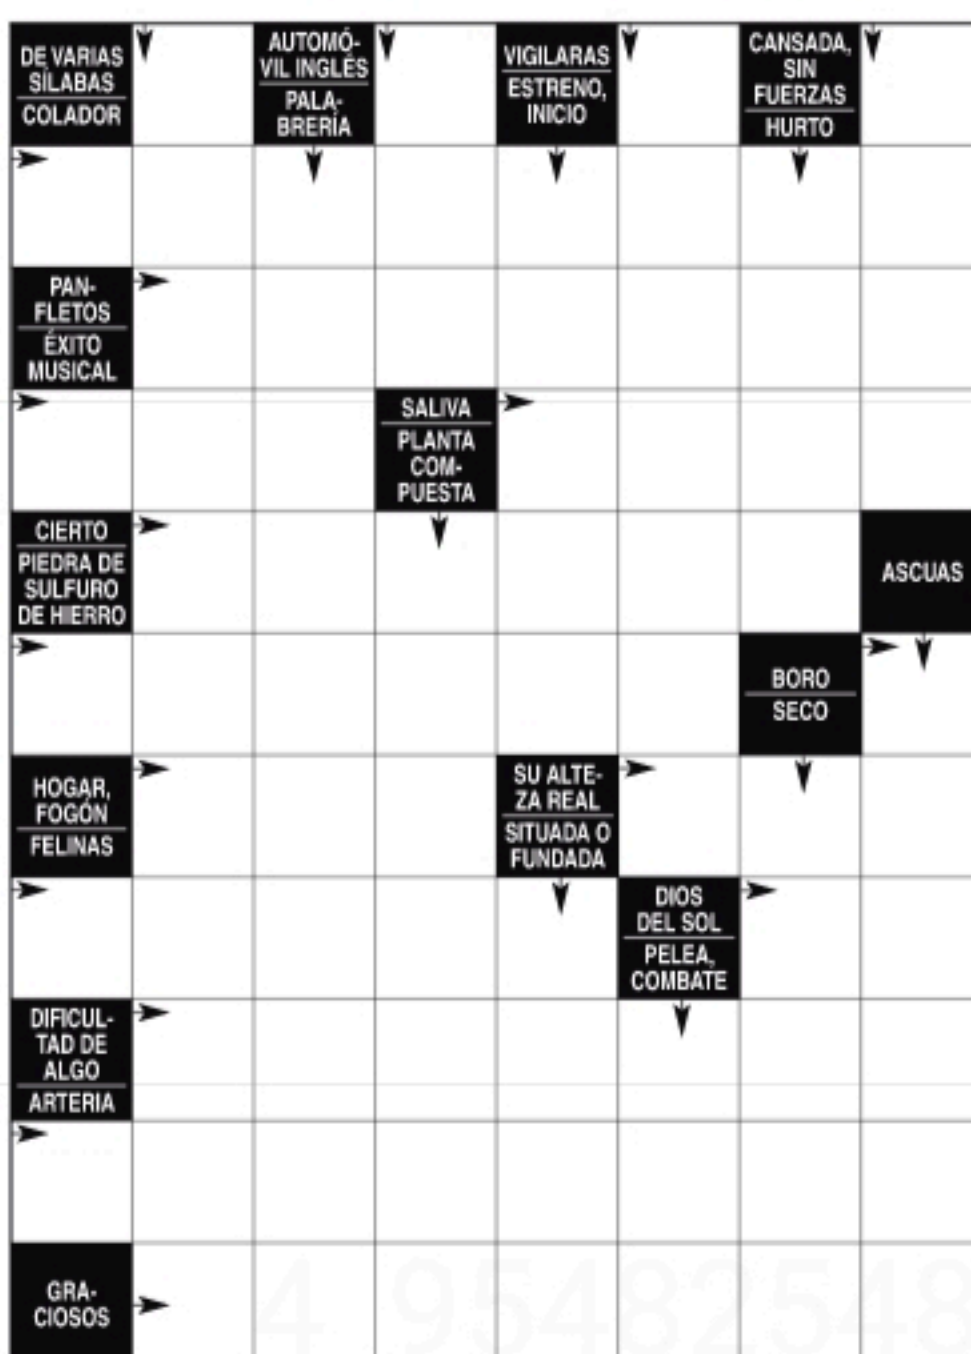 DE VARIAS
SÍLABAS
COLADOR
AUTOMÓ-
VIL INGLÉS
PALA-
BRERÍA
VIGILARAS
ESTRENO,
INICIO
CANSADA,
SIN
FUERZAS
HURTO
PAN-
FLETOS
ÉXITO
MUSICAL
SALIVA
PLANTA
COM-
PUESTA
CIERTO
PIEDRA DE
SULFURO
DE HIERRO
ASCUAS
BORO
SECO
HOGAR,
FOGÓN
FELINAS
SU ALTE-
ZA REAL
SITUADA O
FUNDADA
DIOS
DEL SOL
PELEA,
COMBATE
DIFICUL-
TAD DE
ALGO
ARTERIA
GRA-
CIOSOS
4 95482548